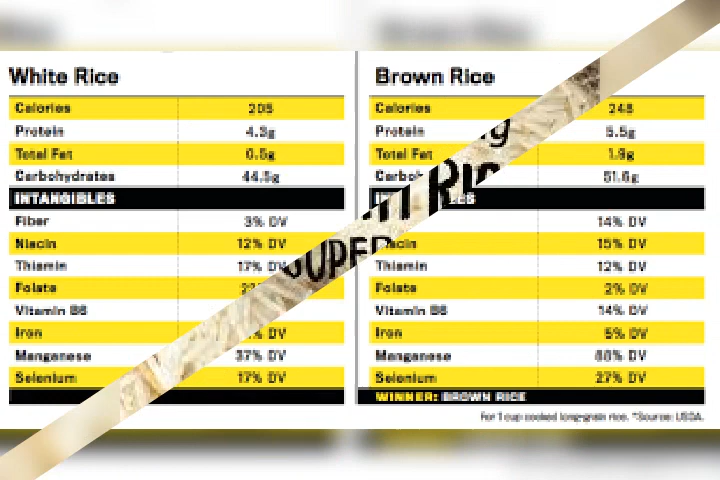 White Rice
Calories 205
Protein 4.3g
Total Fat 0.5g
Carbohydrates 44.5g
INTANGIBLES
Fiber 3% DV
Niacin 12% DV
Thiamin 17% DV
Folate
Vitamin B6
Iron DV
Manganese 37% DV
Selenium 17% DV
Brown Rice
Calories 248
Protein 5.5g
Total Fat 1.8g
51.6g
14% DV
Niacin 15% DV
Thiamin 12% DV
Folate 2% DV
Vitamin B6 14% DV
Iron 5% DV
Manganese 88% DV
Selenium 27% DV
WINNER: BROWN RICE
For 1 cup cooked long-grain rice. *Source: USDA.
SUPER